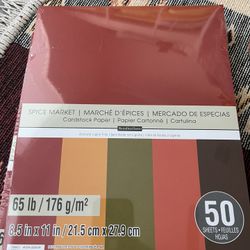 SPICE MARKET | MARCHÉ D'ÉPICES | MERCADO DE ESPECIAS
Cardstock Paper | Papier Cartonné | Cartulina
65 lb / 176 g/m²
8.5 in x 11 in / 21.5 cm x 27.9 cm
50
SHEETS • FEUILLES
HOJAS